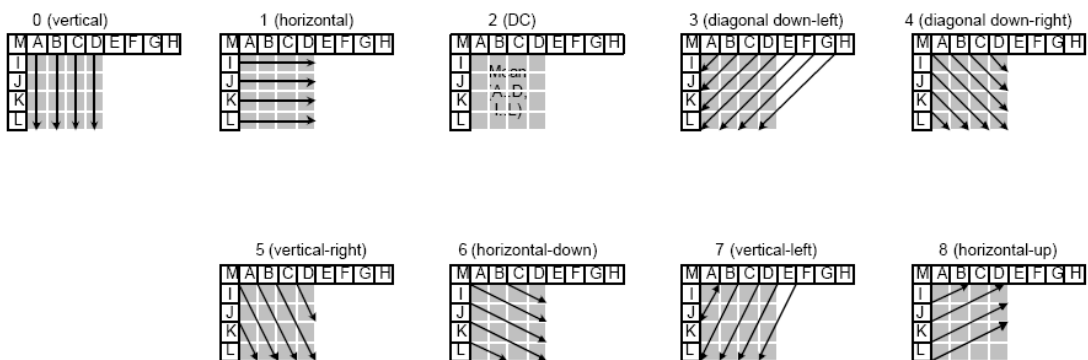 0 (vertical)
M A B C D E F G H
I
J
K
L
1 (horizontal)
M A B C D E F G H
I
J
K
L
2 (DC)
M A B C D E F G H
I
J
K
L
Mean
(A..D,
I..L)
3 (diagonal down-left)
M A B C D E F G H
I
J
K
L
4 (diagonal down-right)
M A B C D E F G H
I
J
K
L
5 (vertical-right)
M A B C D E F G H
I
J
K
L
6 (horizontal-down)
M A B C D E F G H
I
J
K
L
7 (vertical-left)
M A B C D E F G H
I
J
K
L
8 (horizontal-up)
M A B C D E F G H
I
J
K
L